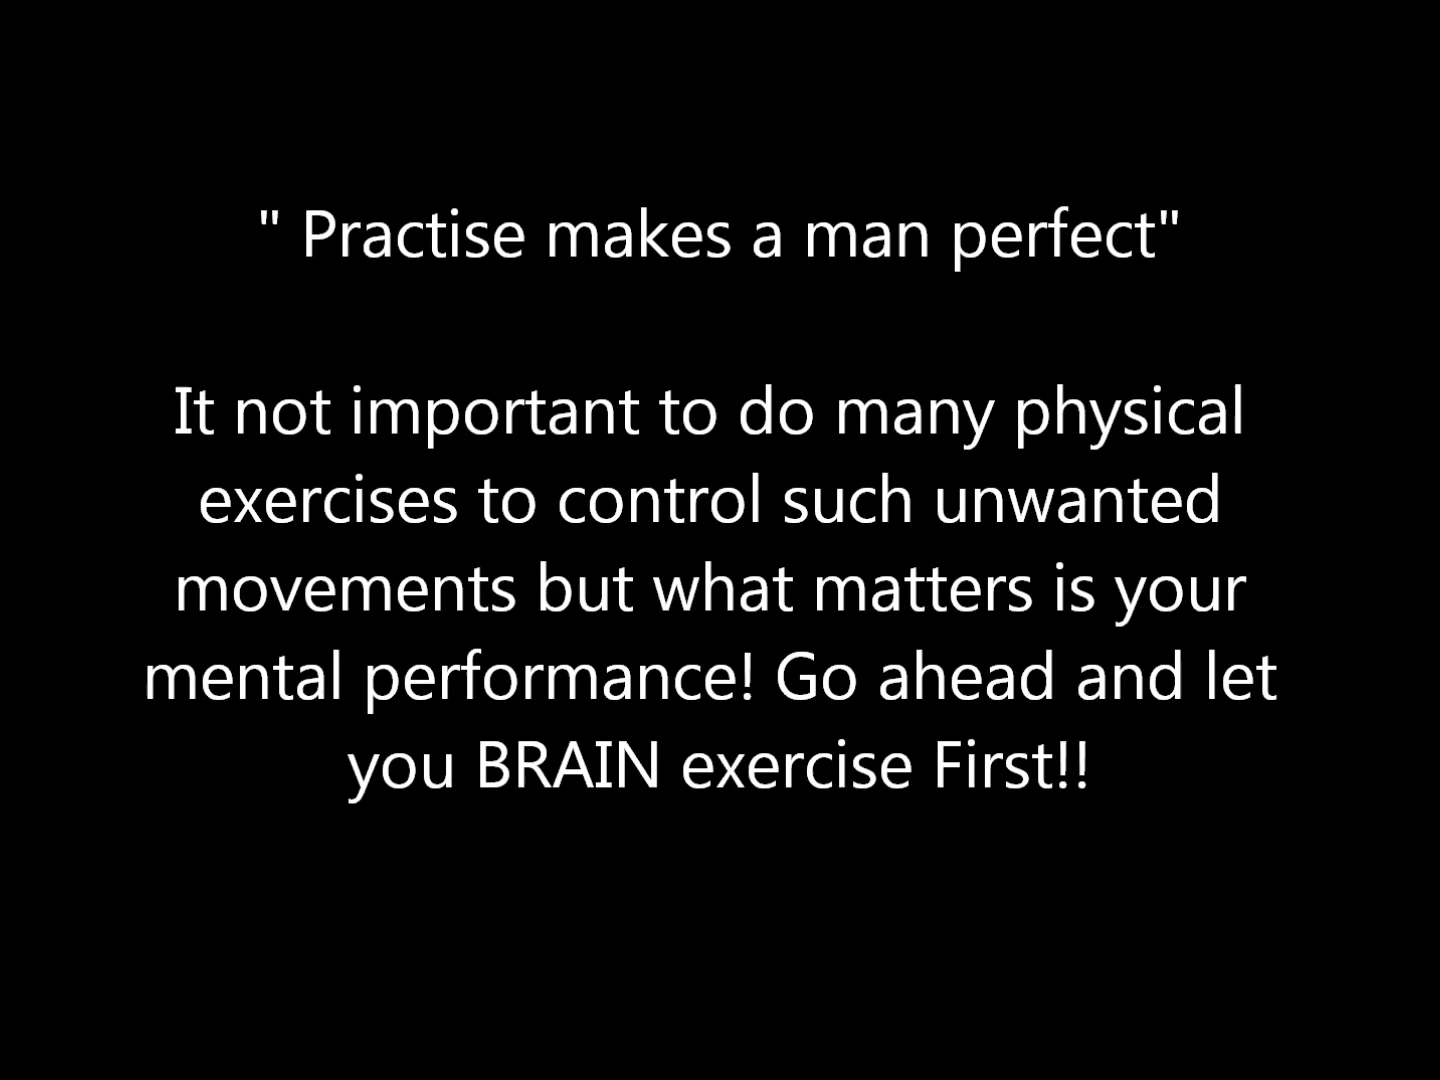 " Practise makes a man perfect"
It not important to do many physical
exercises to control such unwanted
movements but what matters is your
mental performance! Go ahead and let
you BRAIN exercise First!!